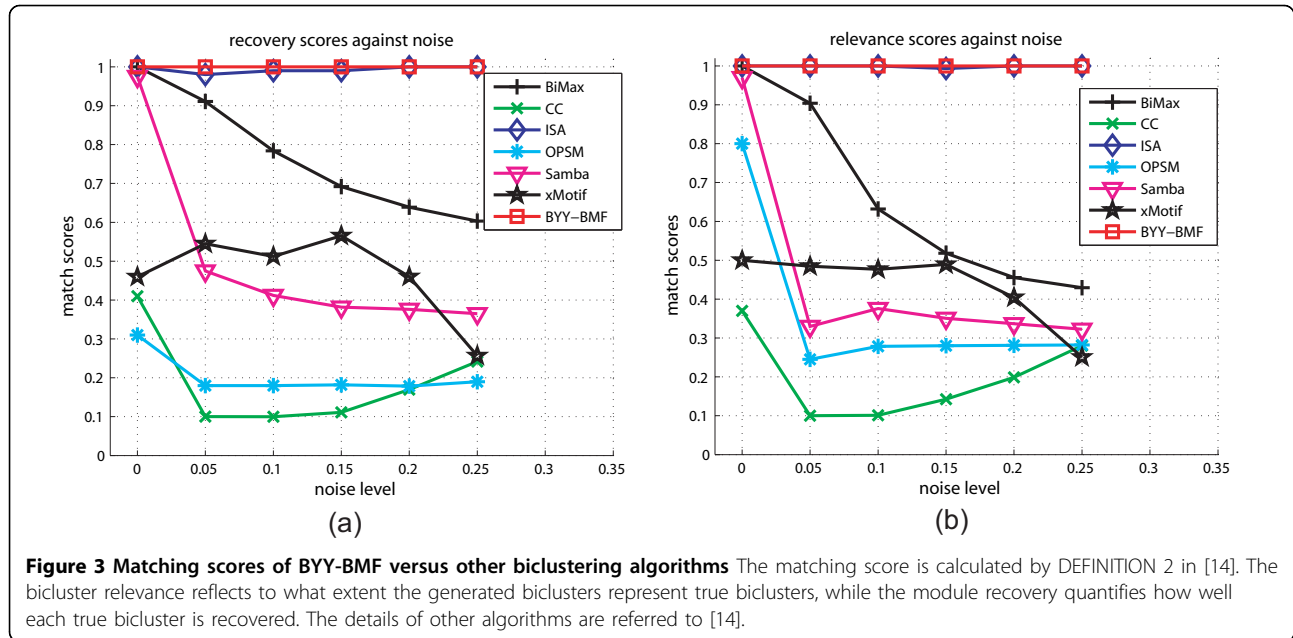 recovery scores against noise
1
0.9
0.8
0.7
0.6
0.5
0.4
0.3
0.2
0.1
0
match scores
BiMax
CC
ISA
OPSM
Samba
xMotif
BYY−BMF
0 0.05 0.1 0.15 0.2 0.25 0.3 0.35
noise level
(a)
relevance scores against noise
1
0.9
0.8
0.7
0.6
0.5
0.4
0.3
0.2
0.1
0
match scores
BiMax
CC
ISA
OPSM
Samba
xMotif
BYY−BMF
0 0.05 0.1 0.15 0.2 0.25 0.3 0.35
noise level
(b)
Figure 3 Matching scores of BYY-BMF versus other biclustering algorithms The matching score is calculated by DEFINITION 2 in [14]. The
bicluster relevance reflects to what extent the generated biclusters represent true biclusters, while the module recovery quantifies how well
each true bicluster is recovered. The details of other algorithms are referred to [14].